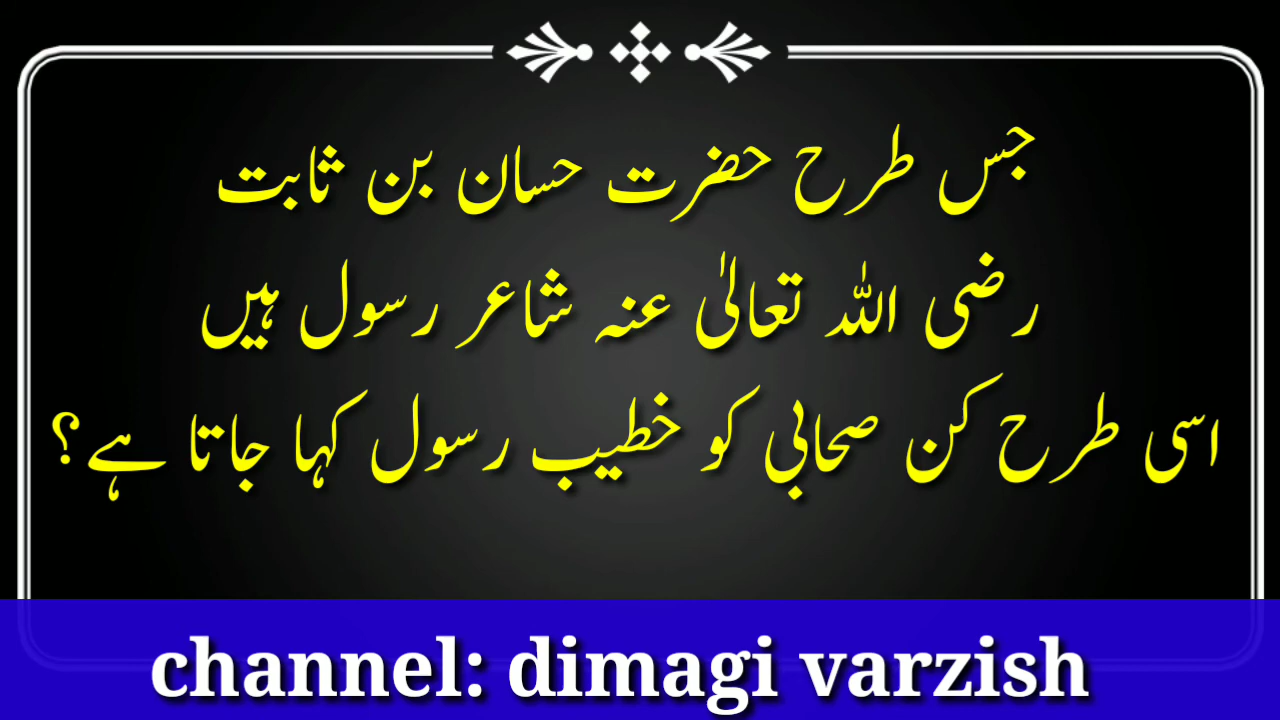 جس طرح حضرت حسان بن ثابت
رضی اللہ تعالیٰ عنہ شاعر رسول ہیں
اسی طرح کن صحابی کو خطیب رسول کہا جاتا ہے؟
channel: dimagi varzish